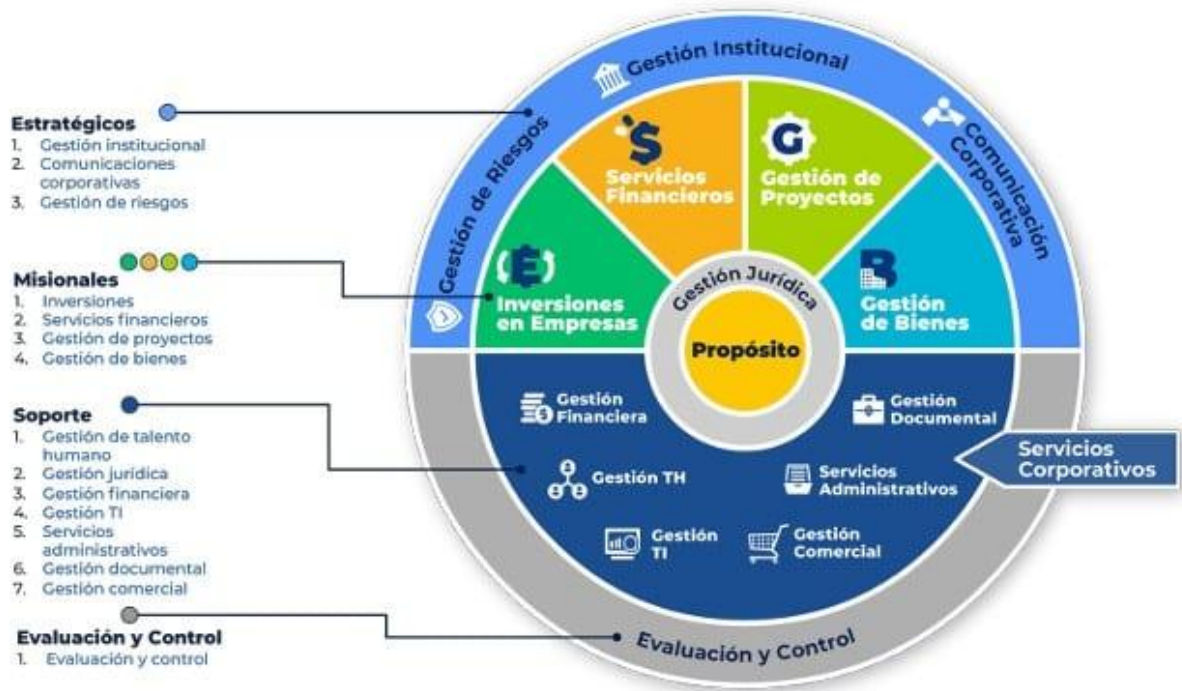 Estratégicos
1. Gestión institucional
2. Comunicaciones
corporativas
3. Gestión de riesgos
Misionales
1. Inversiones
2. Servicios financieros
3. Gestión de proyectos
4. Gestión de bienes
Soporte
1. Gestión de talento
humano
2. Gestión jurídica
3. Gestión financiera
4. Gestión TI
5. Servicios
administrativos
6. Gestión documental
7. Gestión comercial
Evaluación y Control
1. Evaluación y control
Gestión de Riesgos
Gestión Institucional
Comunicación
Corporativa
Inversiones
en Empresas
Servicios
Financieros
Gestión de
Proyectos
Gestión
de Bienes
Gestión Jurídica
Propósito
Gestión
Financiera
Gestión
Documental
Gestión TH
Servicios
Administrativos
Gestión
TI
Gestión
Comercial
Servicios
Corporativos
Evaluación y Control